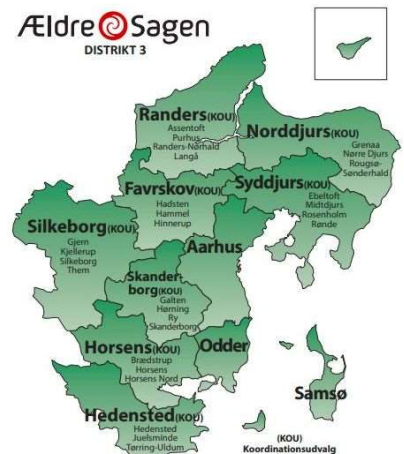 Ældre Sagen
DISTRIKT 3
Randers(KOU)
Assentoft
Purhus
Randers-Nørhald
Langå
Norddjurs(KOU)
Grenaa
Nørre Djurs
Rougsø-
Sønderhald
Favrskov(KOU)
Hadsten
Hammel
Hinnerup
Syddjurs(KOU)
Ebeltoft
Midtdjurs
Rosenholm
Rønde
Silkeborg(KOU)
Gjern
Kjellerup
Silkeborg
Them
Aarhus
Skander-
borg(KOU)
Galten
Hørning
Ry
Skanderborg
Horsens(KOU)
Brædstrup
Horsens
Horsens Nord
Odder
Samsø
Hedensted(KOU)
Hedensted
Juelsminde
Tørring-Uldum
(KOU)
Koordinationsudvalg